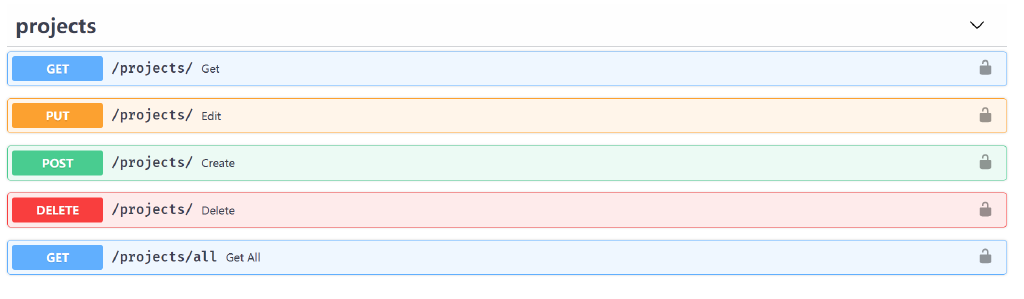 projects
GET /projects/ Get
PUT /projects/ Edit
POST /projects/ Create
DELETE /projects/ Delete
GET /projects/all Get All